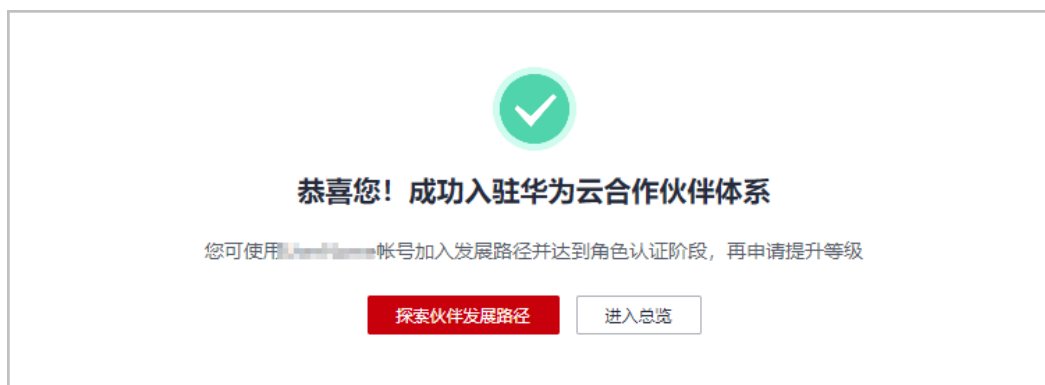 恭喜您！成功入驻华为云合作伙伴体系
您可使用帐号加入发展路径并达到角色认证阶段，再申请提升等级
探索伙伴发展路径
进入总览